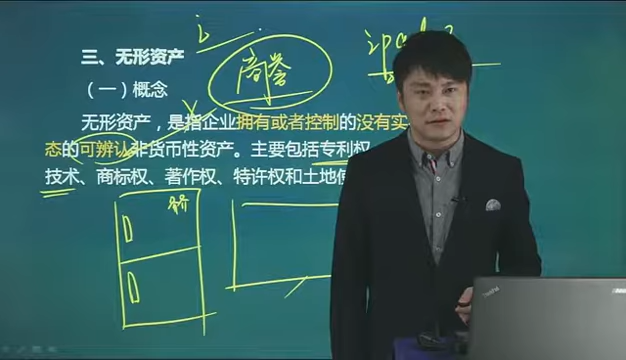 三、无形资产
商誉
ipad 2
（一）概念
无形资产，是指企业拥有或者控制的没有实
态的可辨认非货币性资产。主要包括专利权
技术、商标权、著作权、特许权和土地使
ThinkPad